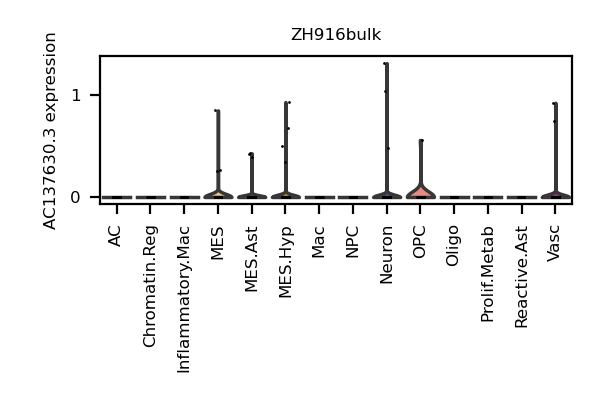 ZH916bulk
AC137630.3 expression
1
0
AC
Chromatin.Reg
Inflammatory.Mac
MES
MES.Ast
MES.Hyp
Mac
NPC
Neuron
OPC
Oligo
Prolif.Metab
Reactive.Ast
Vasc